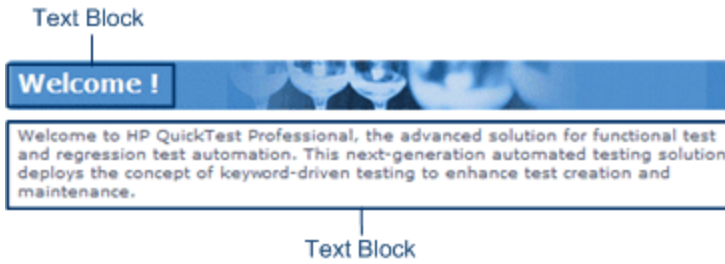 Text Block
Welcome !
Welcome to HP QuickTest Professional, the advanced solution for functional test
and regression test automation. This next-generation automated testing solution
deploys the concept of keyword-driven testing to enhance test creation and
maintenance.
Text Block